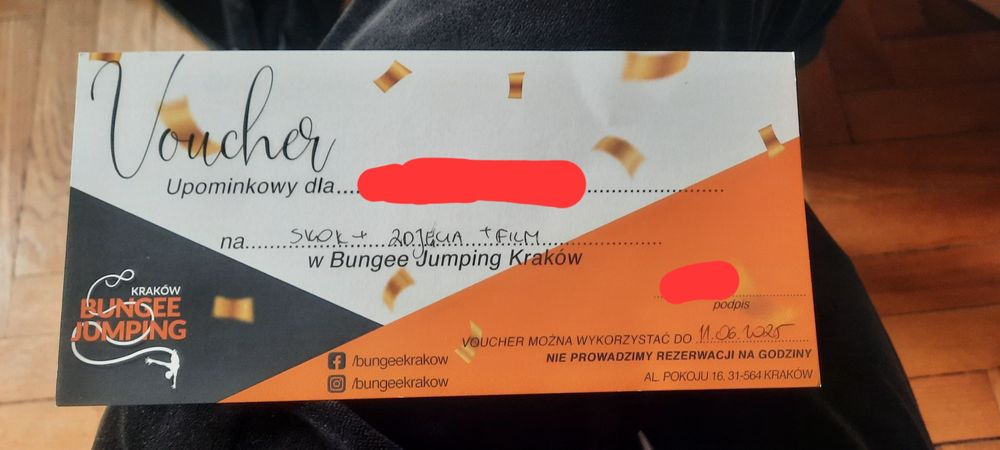 Voucher
Upominkowy dla....
na.... SKOK + ZDJĘCIA + FILM
w Bungee Jumping Kraków
KRAKÓW
BUNGEE
JUMPING
podpis
VOUCHER MOŻNA WYKORZYSTAĆ DO 11.06.2025
NIE PROWADZIMY REZERWACJI NA GODZINY
AL. POKOJU 16, 31-564 KRAKÓW
/bungeekrakow
/bungeekrakow